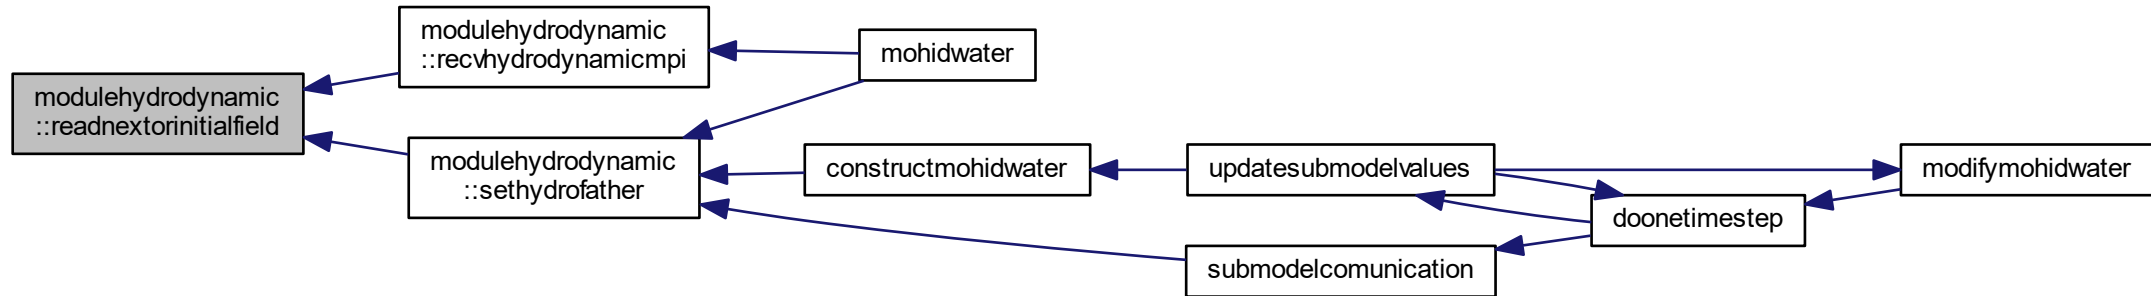 modulehydrodynamic
::readnextorinitialfield
modulehydrodynamic
::recvhydrodynamicmpi
mohidwater
modulehydrodynamic
::sethydrofather
constructmohidwater
updatesubmodelvalues
modifymohidwater
doonetimestep
submodelcomunication